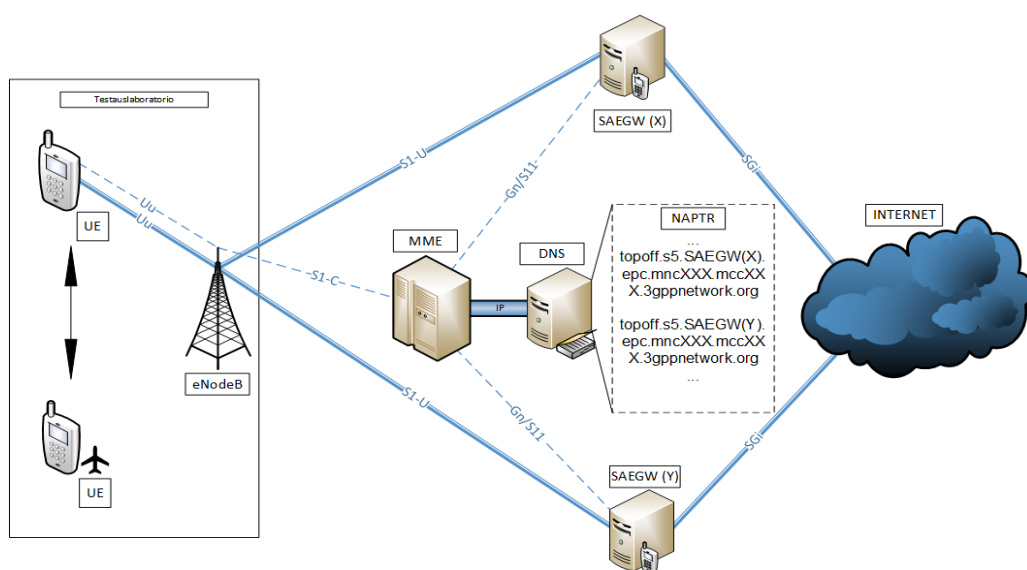 Testauslaboratorio
UE
Uu
Uu
UE
eNodeB
S1-U
S1-C
S1-U
MME
IP
DNS
Gn/S11
Gn/S11
SAEGW (X)
SAEGW (Y)
NAPTR
...
topoff.s5.SAEGW(X).
epc.mncXXX.mccXX
X.3gppnetwork.org
topoff.s5.SAEGW(Y).
epc.mncXXX.mccXX
X.3gppnetwork.org
...
SGi
SGi
INTERNET